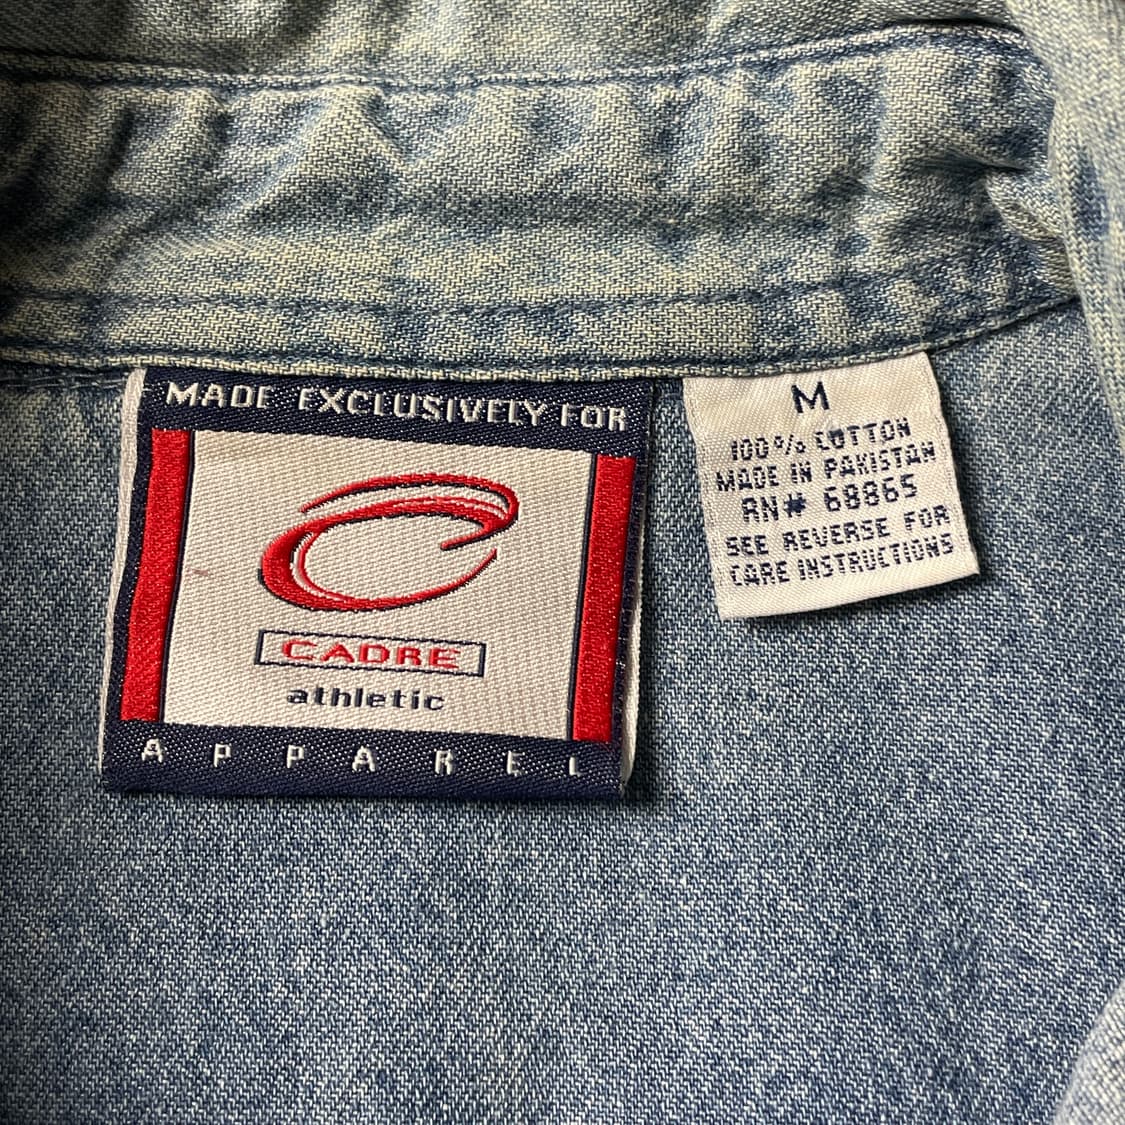 MADE EXCLUSIVELY FOR
CADRE
athletic
APPAREL
M
100% COTTON
MADE IN PAKISTAN
RN# 68865
SEE REVERSE FOR
CARE INSTRUCTIONS